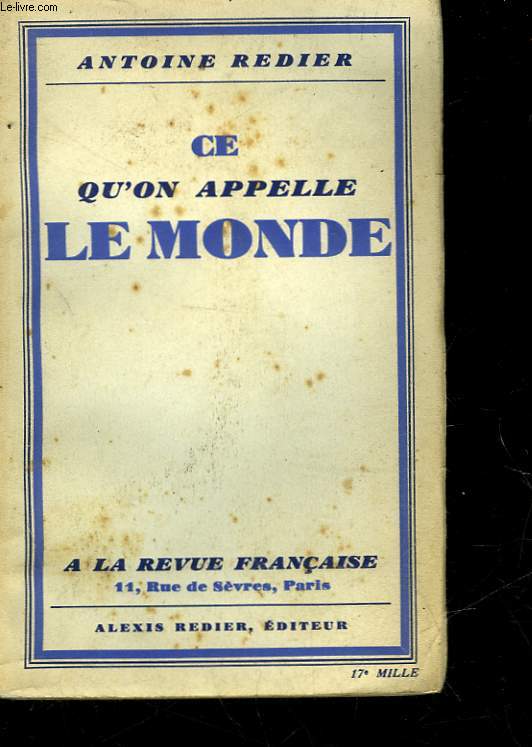 Le-livre.com
ANTOINE REDIER
CE
QU'ON APPELLE
LE MONDE
A LA REVUE FRANÇAISE
11, Rue de Sèvres, Paris
ALEXIS REDIER, ÉDITEUR
17e MILLE